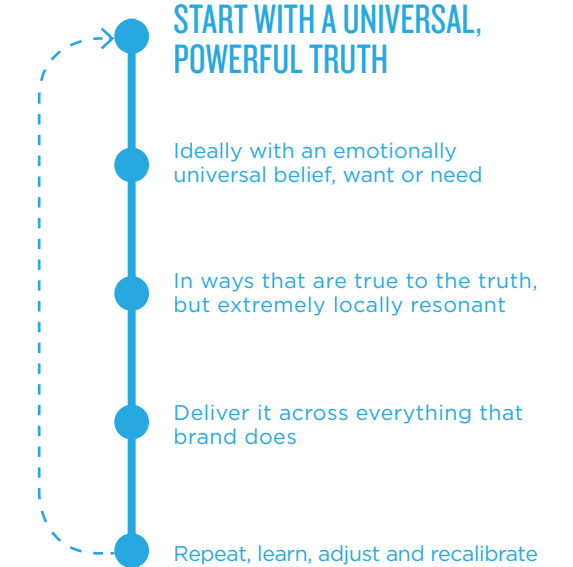 START WITH A UNIVERSAL,
POWERFUL TRUTH
Ideally with an emotionally
universal belief, want or need
In ways that are true to the truth,
but extremely locally resonant
Deliver it across everything that
brand does
Repeat, learn, adjust and recalibrate